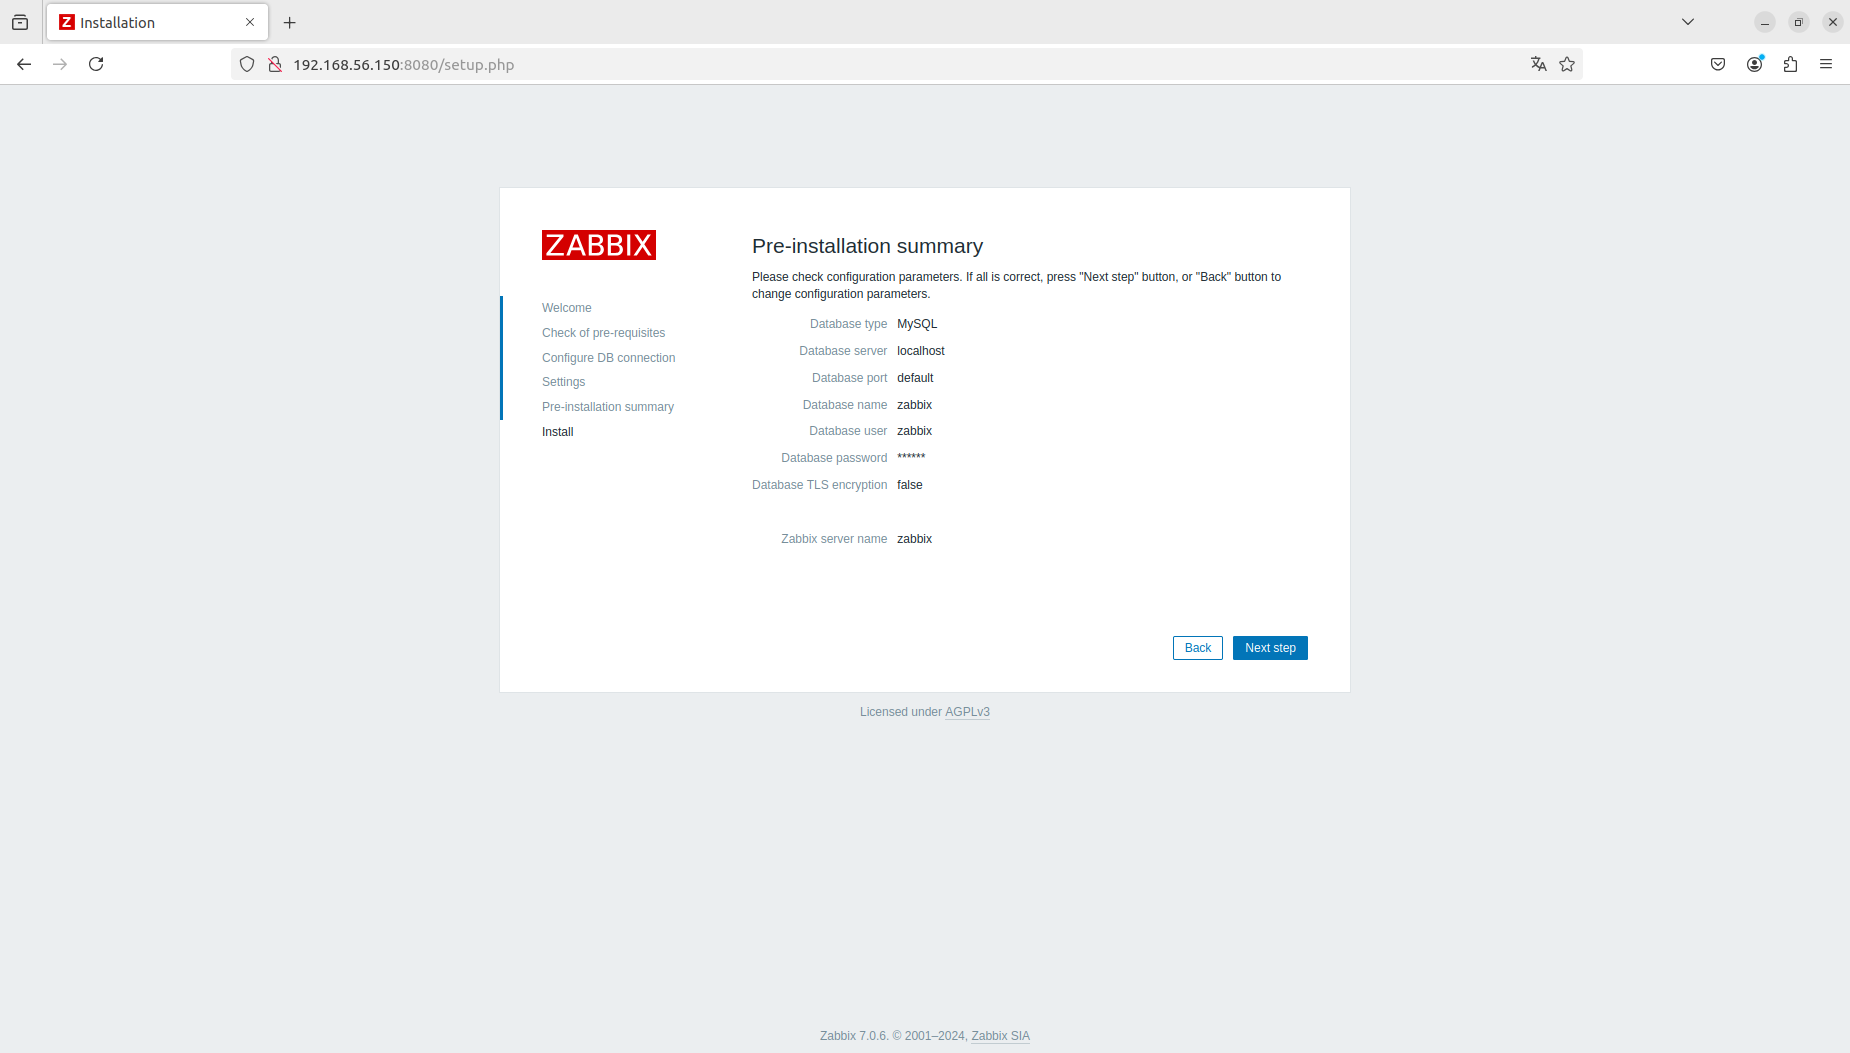 Installation
192.168.56.150:8080/setup.php
ZABBIX
Welcome
Check of pre-requisites
Configure DB connection
Settings
Pre-installation summary
Install
Pre-installation summary
Please check configuration parameters. If all is correct, press "Next step" button, or "Back" button to
change configuration parameters.
Database type MySQL
Database server localhost
Database port default
Database name zabbix
Database user zabbix
Database password ******
Database TLS encryption false
Zabbix server name zabbix
Back Next step
Licensed under AGPLv3
Zabbix 7.0.6. © 2001–2024, Zabbix SIA